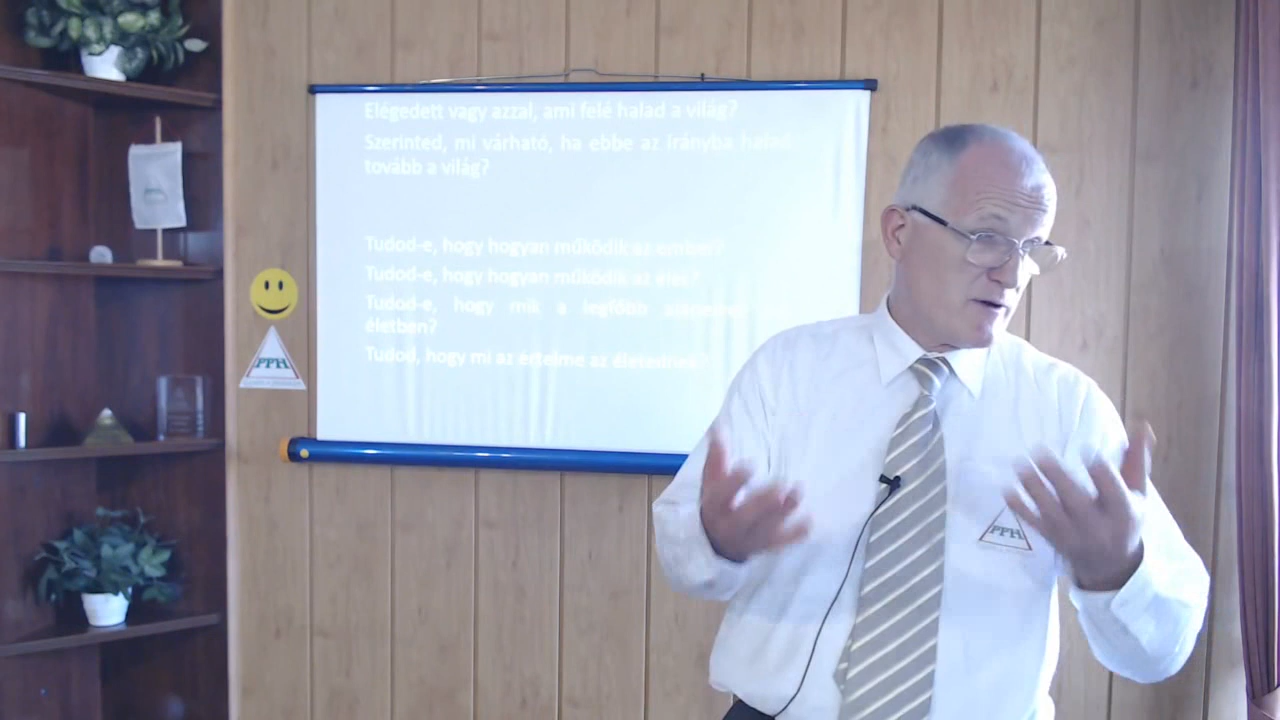 Elégedett vagy azzal, ami felé halad a világ?
Szerinted, mi várható, ha ebbe az irányba halad
tovább a világ?
Tudod-e, hogy hogyan működik az ember?
Tudod-e, hogy hogyan működik az
Tudod-e, hogy mik a legfőbb
életben?
Tudod, hogy mi az értelme az életednek
PPH
PPH